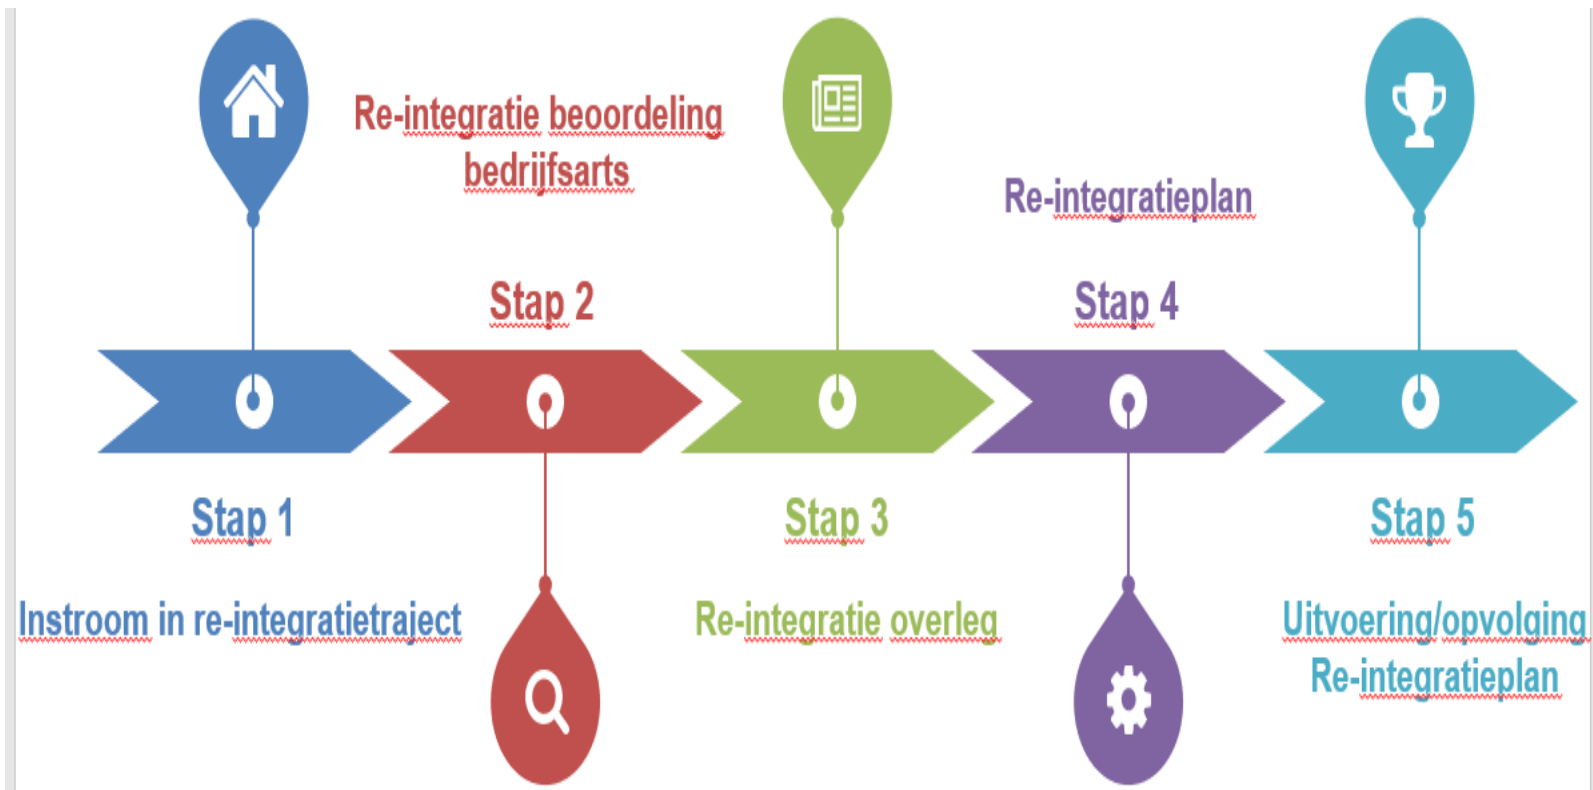 Stap 1
Instroom in re-integratietraject
Re-integratie beoordeling
bedrijfsarts
Stap 2
Stap 3
Re-integratie overleg
Re-integratieplan
Stap 4
Stap 5
Uitvoering/opvolging
Re-integratieplan